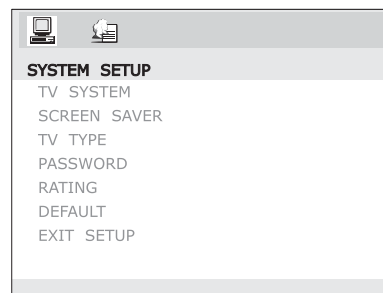 SYSTEM SETUP
TV SYSTEM
SCREEN SAVER
TV TYPE
PASSWORD
RATING
DEFAULT
EXIT SETUP